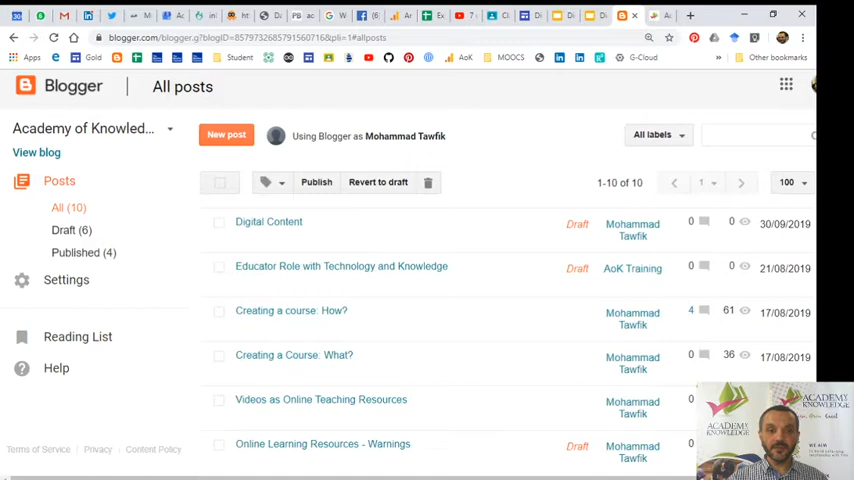 blogger.com/blogger.g?blogID=8579732685791560716&pli=1#allposts
Gold
Student
AoK
MOOCS
G-Cloud
Other bookmarks
Blogger
All posts
Academy of Knowled...
New post
Using Blogger as Mohammad Tawfik
All labels
View blog
Posts
Publish
Revert to draft
1-10 of 10
1
100
All (10)
Digital Content
Draft
Mohammad
Tawfik
0
0
30/09/2019
Draft (6)
Published (4)
Educator Role with Technology and Knowledge
Draft
AoK Training
0
0
21/08/2019
Settings
Creating a course: How?
Mohammad
Tawfik
4
61
17/08/2019
Reading List
Creating a Course: What?
Mohammad
Tawfik
0
36
17/08/2019
Help
Videos as Online Teaching Resources
Mohammad
Tawfik
0
Terms of Service
Privacy
Content Policy
Online Learning Resources - Warnings
Draft
Mohammad
Tawfik
0
ACADEMY
KNOWLEDGE
WE AIM